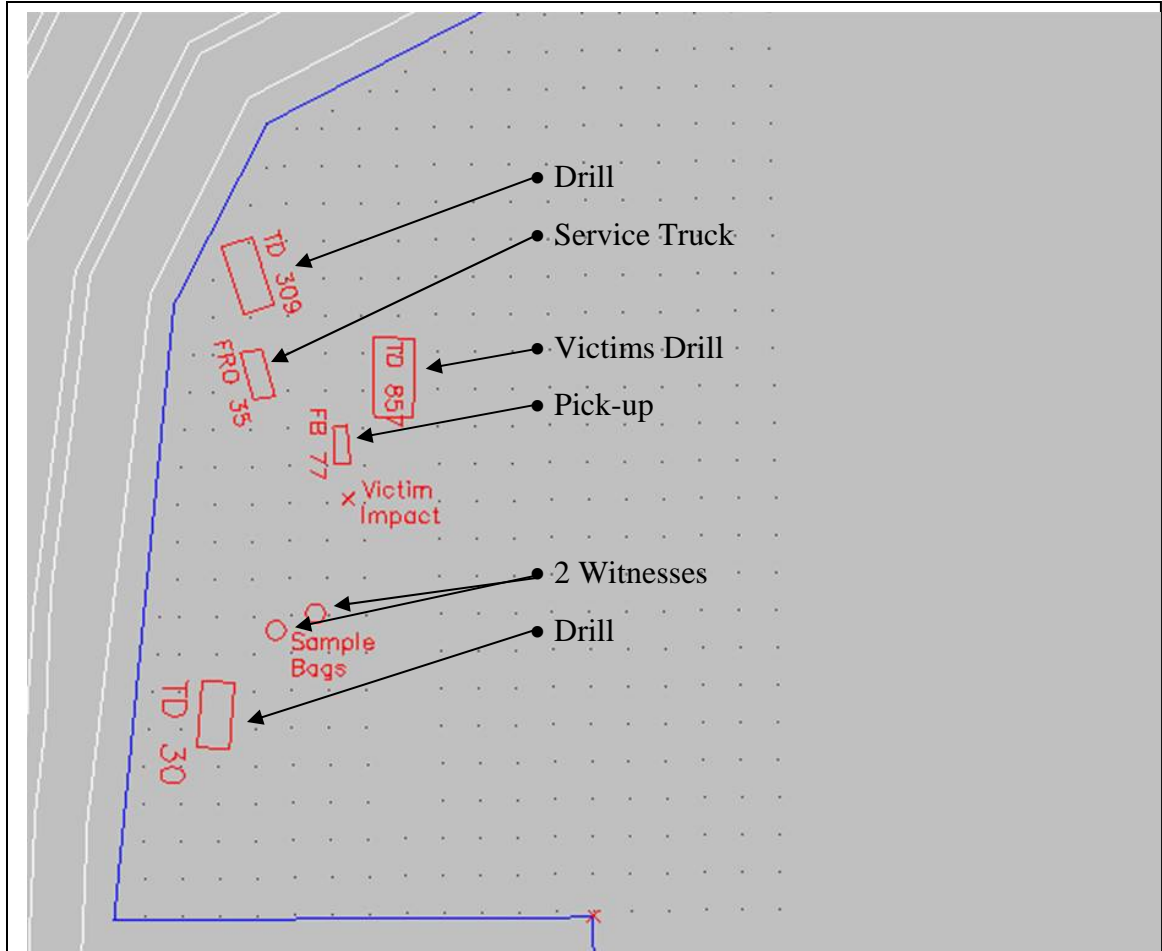 Drill
Service Truck
TD 309
Victims Drill
FRO 35
TD 857
Pick-up
FB 77
Victim
Impact
2 Witnesses
Drill
Sample
Bags
TD 30